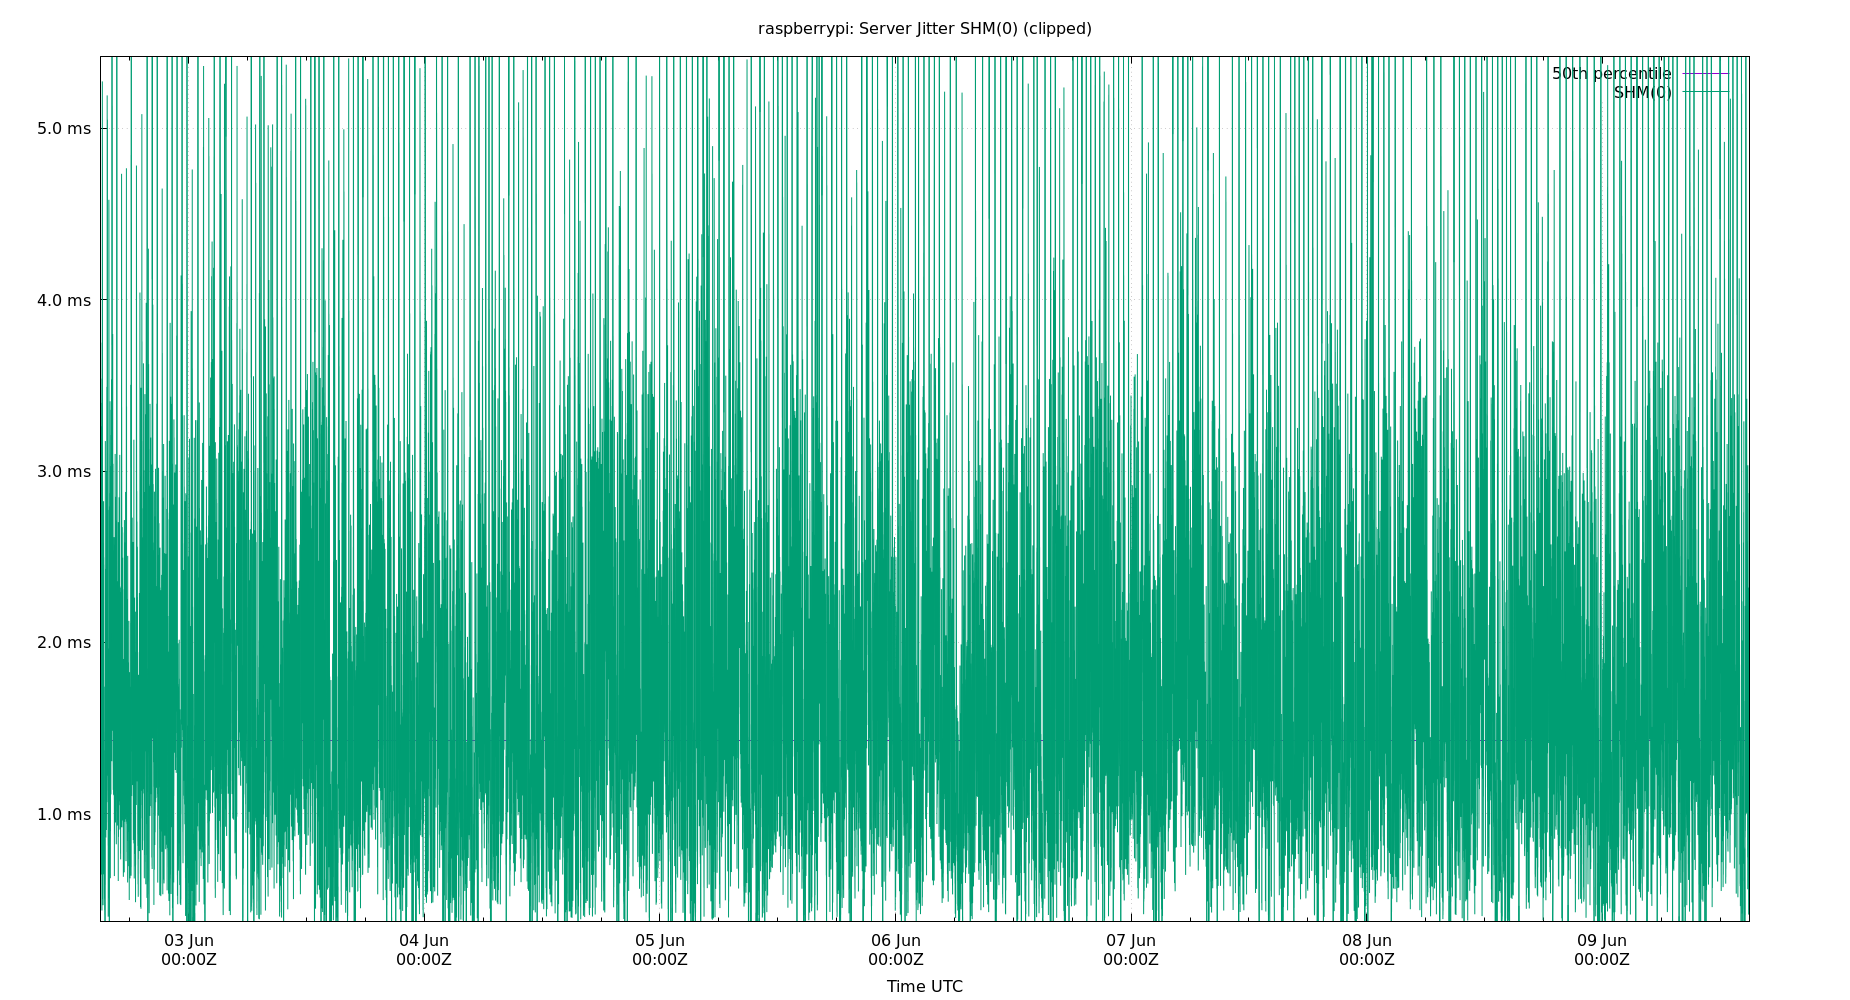 raspberrypi: Server Jitter SHM(0) (clipped)
50th percentile
SHM(0)
5.0 ms
4.0 ms
3.0 ms
2.0 ms
1.0 ms
03 Jun 04 Jun 05 Jun 06 Jun 07 Jun 08 Jun 09 Jun
00:00Z 00:00Z 00:00Z 00:00Z 00:00Z 00:00Z 00:00Z
Time UTC